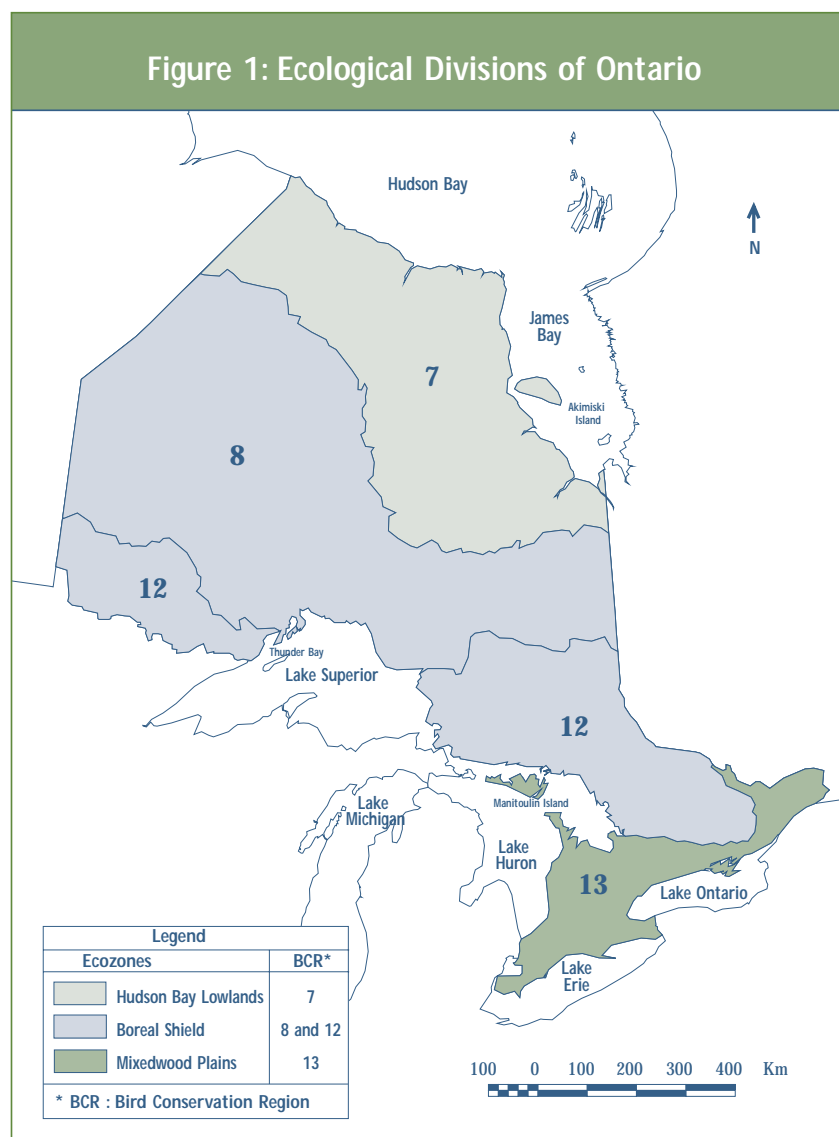 Figure 1: Ecological Divisions of Ontario
Hudson Bay
N
James
Bay
7
Akimiski
Island
8
12
Thunder Bay
Lake Superior
12
Manitoulin Island
Lake
Michigan
Lake
Huron
13
Lake Ontario
Lake
Erie
Legend
Ecozones BCR*
Hudson Bay Lowlands 7
Boreal Shield 8 and 12
Mixedwood Plains 13
* BCR : Bird Conservation Region
100 0 100 200 300 400 Km